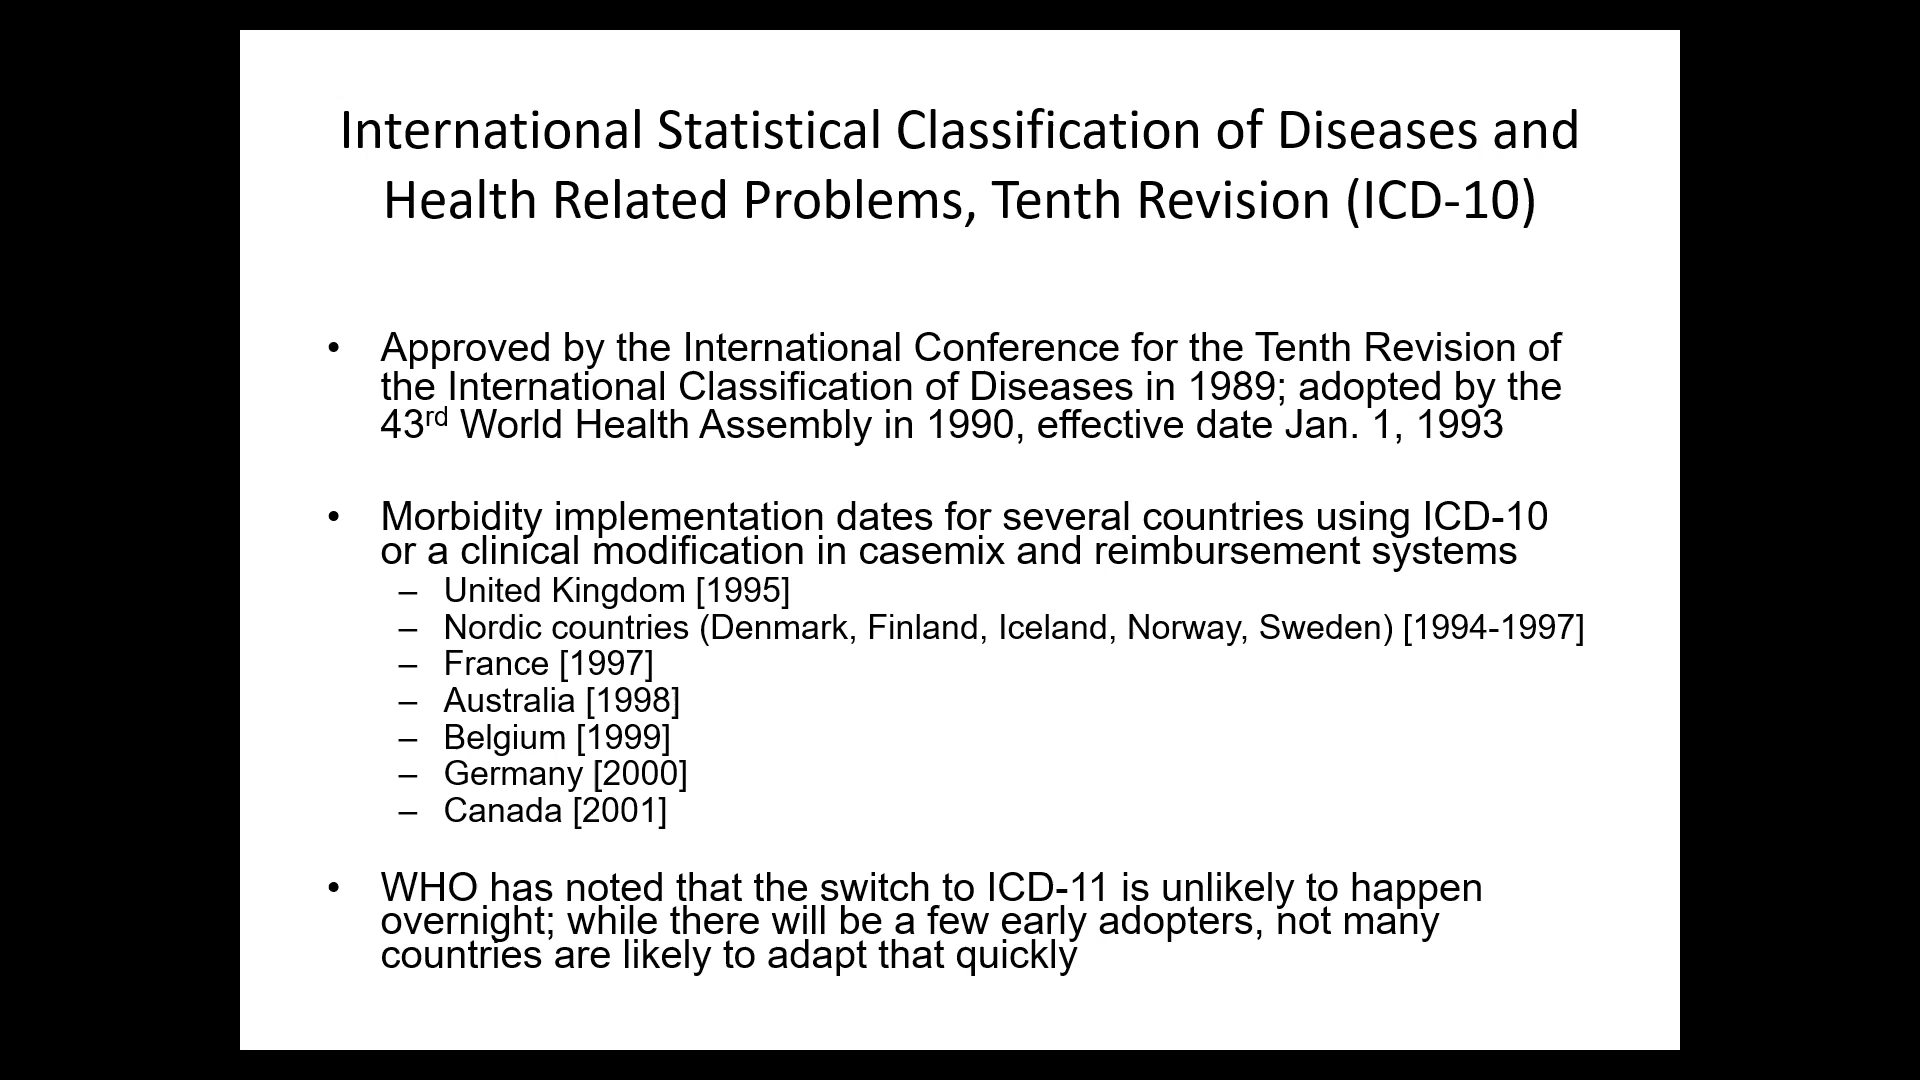 International Statistical Classification of Diseases and
Health Related Problems, Tenth Revision (ICD-10)
• Approved by the International Conference for the Tenth Revision of
the International Classification of Diseases in 1989; adopted by the
43rd World Health Assembly in 1990, effective date Jan. 1, 1993
• Morbidity implementation dates for several countries using ICD-10
or a clinical modification in casemix and reimbursement systems
– United Kingdom [1995]
– Nordic countries (Denmark, Finland, Iceland, Norway, Sweden) [1994-1997]
– France [1997]
– Australia [1998]
– Belgium [1999]
– Germany [2000]
– Canada [2001]
• WHO has noted that the switch to ICD-11 is unlikely to happen
overnight; while there will be a few early adopters, not many
countries are likely to adapt that quickly